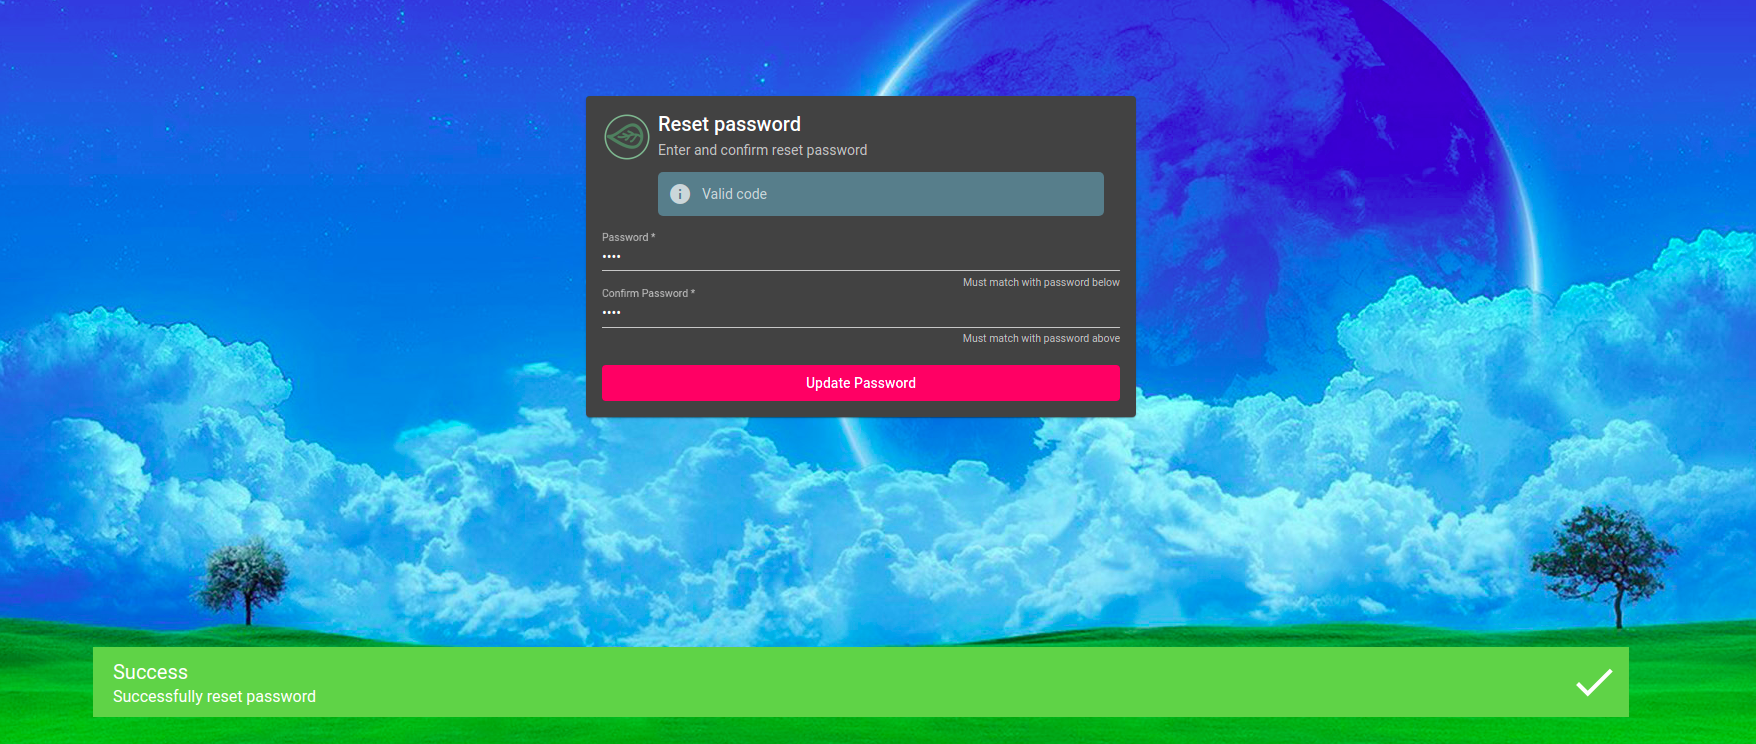 Reset password
Enter and confirm reset password
Valid code
Password *
••••
Must match with password below
Confirm Password *
••••
Must match with password above
Update Password
Success
Successfully reset password